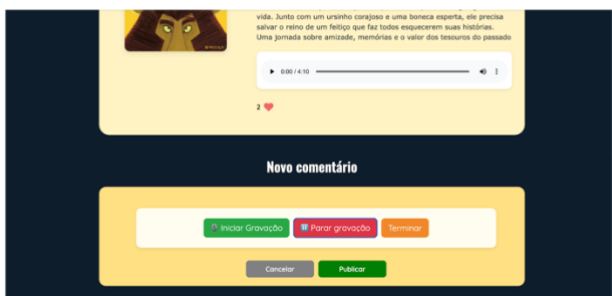 vida. Junto com um ursinho corajoso e uma boneca esperta, ele precisa
salvar o reino de um feitiço que faz todos esquecerem suas histórias.
Uma jornada sobre amizade, memórias e o valor dos tesouros do passado
0:00 / 4:10
2
Novo comentário
Iniciar Gravação
Parar gravação
Terminar
Cancelar
Publicar